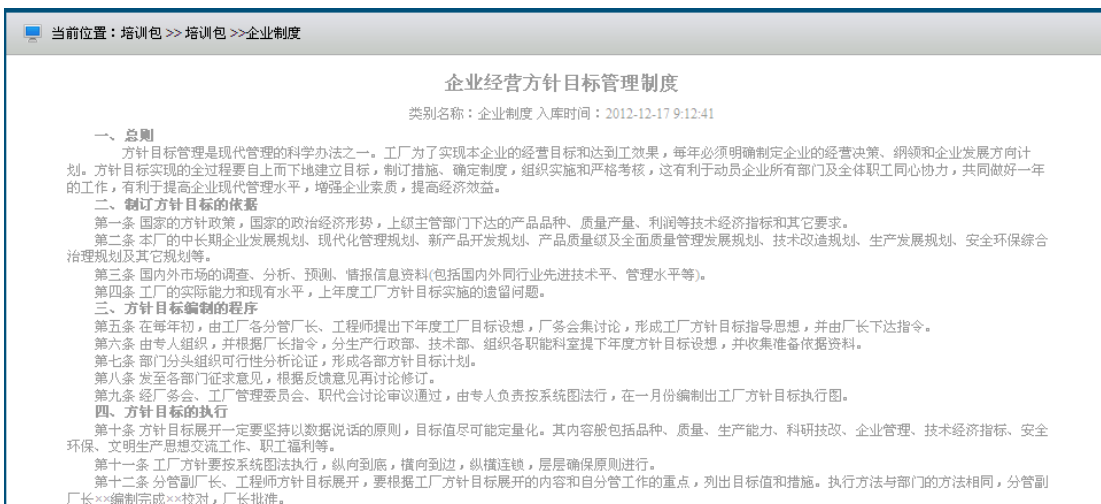 当前位置：培训包 >> 培训包 >>企业制度
企业经营方针目标管理制度
类别名称：企业制度 入库时间：2012-12-17 9:12:41
一、总则
方针目标管理是现代管理的科学办法之一。工厂为了实现本企业的经营目标和达到工效果，每年必须明确制定企业的经营决策、纲领和企业发展方向计
划。方针目标实现的全过程要自上而下地建立目标，制订措施、确定制度，组织实施和严格考核，这有利于动员企业所有部门及全体职工同心协力，共同做好一年
的工作，有利于提高企业现代管理水平，增强企业素质，提高经济效益。
二、制订方针目标的依据
第一条 国家的方针政策，国家的政治经济形势，上级主管部门下达的产品品种、质量产量、利润等技术经济指标和其它要求。
第二条 本厂的中长期企业发展规划、现代化管理规划、新产品开发规划、产品质量级及全面质量管理发展规划、技术改造规划、生产发展规划、安全环保综合
治理规划及其它规划等。
第三条 国内外市场的调查、分析、预测、情报信息资料(包括国内外同行业先进技术平、管理水平等)。
第四条 工厂的实际能力和现有水平，上年度工厂方针目标实施的遗留问题。
三、方针目标编制的程序
第五条 在每年初，由工厂各分管厂长、工程师提出下年度工厂目标设想，厂务会集讨论，形成工厂方针目标指导思想，并由厂长下达指令。
第六条 由专人组织，并根据厂长指令，分生产行政部、技术部、组织各职能科室提下年度方针目标设想，并收集准备依据资料。
第七条 部门分头组织可行性分析论证，形成各部方针目标计划。
第八条 发至各部门征求意见，根据反馈意见再讨论修订。
第九条 经厂务会、工厂管理委员会、职代会讨论审议通过，由专人负责按系统图法行，在一月份编制出工厂方针目标执行图。
四、方针目标的执行
第十条 方针目标展开一定要坚持以数据说话的原则，目标值尽可能定量化。其内容般包括品种、质量、生产能力、科研技改、企业管理、技术经济指标、安全
环保、文明生产思想交流工作、职工福利等。
第十一条 工厂方针要按系统图法执行，纵向到底，横向到边，纵横连锁，层层确保原则进行。
第十二条 分管副厂长、工程师方针目标展开，要根据工厂方针目标展开的内容和自分管工作的重点，列出目标值和措施。执行方法与部门的方法相同，分管副
厂长××编制完成××校对，厂长批准。